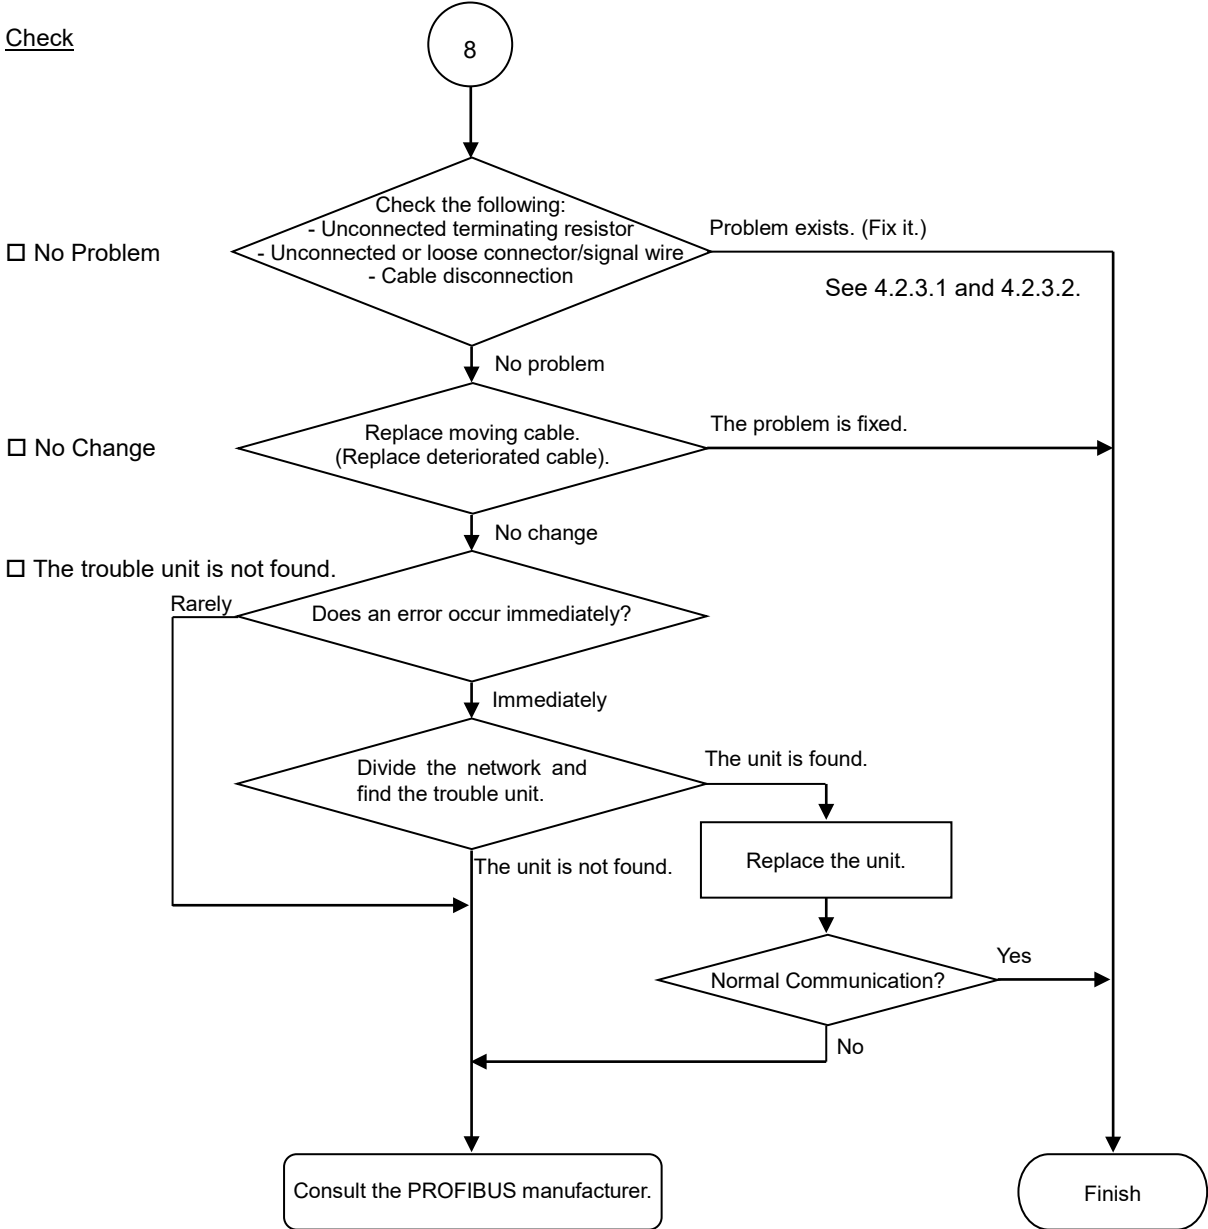 Check
8
Check the following:
- Unconnected terminating resistor
- Unconnected or loose connector/signal wire
- Cable disconnection
Problem exists. (Fix it.)
□ No Problem
See 4.2.3.1 and 4.2.3.2.
No problem
Replace moving cable.
(Replace deteriorated cable).
The problem is fixed.
□ No Change
No change
□ The trouble unit is not found.
Rarely
Does an error occur immediately?
Immediately
Divide the network and
find the trouble unit.
The unit is found.
The unit is not found.
Replace the unit.
Normal Communication?
Yes
No
Consult the PROFIBUS manufacturer.
Finish